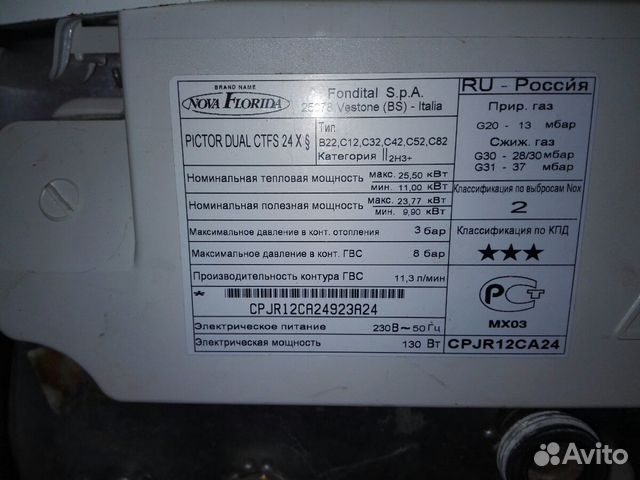 BRAND NAME
NOVA FLORIDA
Fondital S.p.A.
25078 Vestone (BS) - Italia
PICTOR DUAL CTFS 24 X §
Тип
B22,C12,C32,C42,C52,C82
Категория II2H3+
Номинальная тепловая мощность макс. 25,50 кВт
мин. 11,00 кВт
Номинальная полезная мощность макс. 23,77 кВт
мин. 9,90 кВт
Максимальное давление в конт. отопления 3 бар
Максимальное давление в конт. ГВС 8 бар
Производительность контура ГВС 11,3 л/мин
* CPJR12CA24923A24
Электрическое питание 230В ~ 50 Гц
Электрическая мощность 130 Вт
RU - Россия
Прир. газ
G20 - 13 мбар
Сжиж. газ
G30 - 28/30 мбар
G31 - 37 мбар
Классификация по выбросам Nox
2
Классификация по КПД
★★★
РСТ
МХ03
CPJR12CA24
Avito